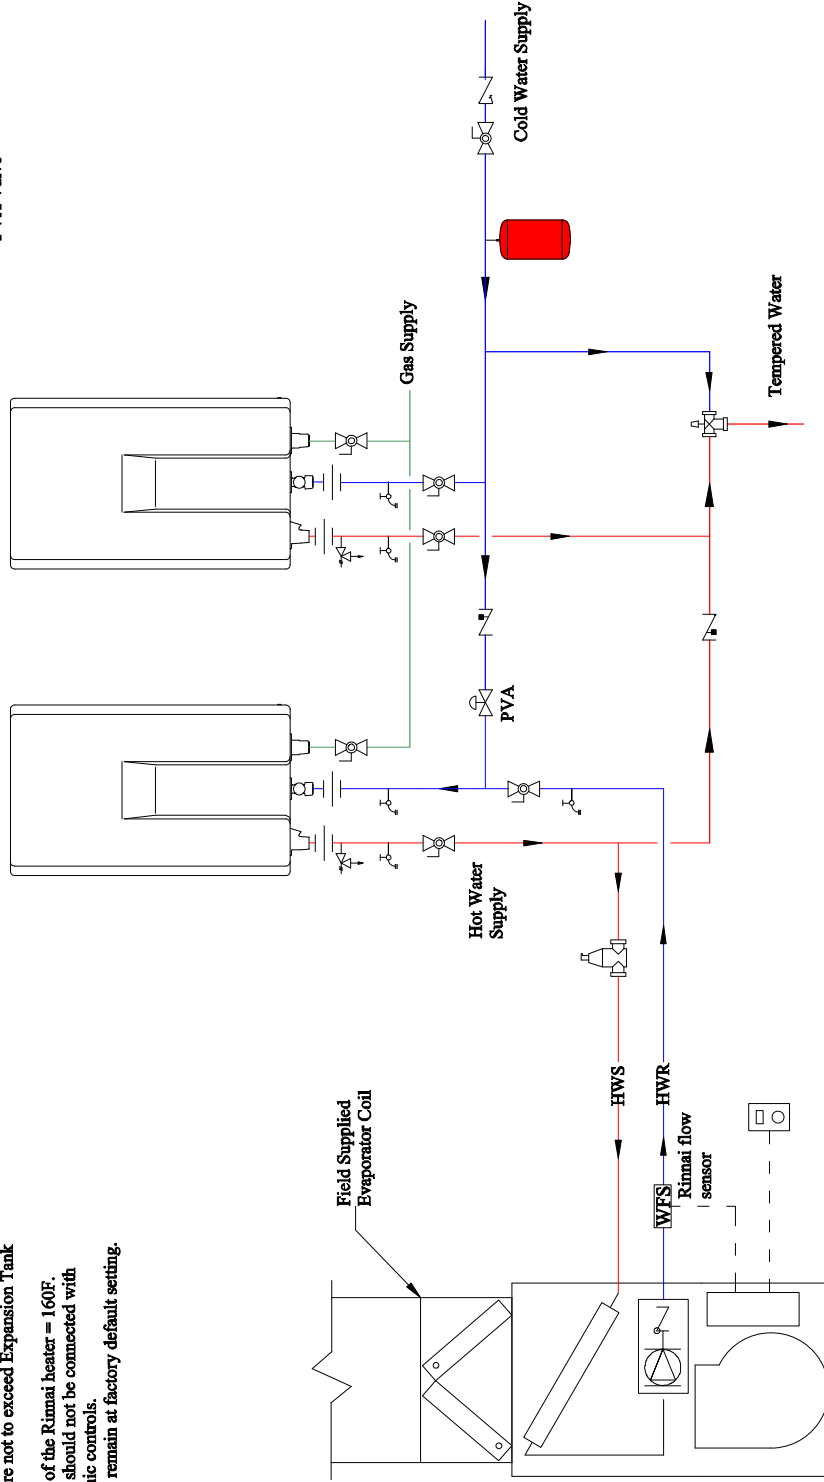 re not to exceed Expansion Tank
of the Rinnai heater = 160F.
should not be connected with
ic controls.
remain at factory default setting.
Field Supplied
Evaporator Coil
Hot Water
Supply
Gas Supply
Cold Water Supply
PVA
HWS
HWR
WFS
Rinnai flow
sensor
Tempered Water